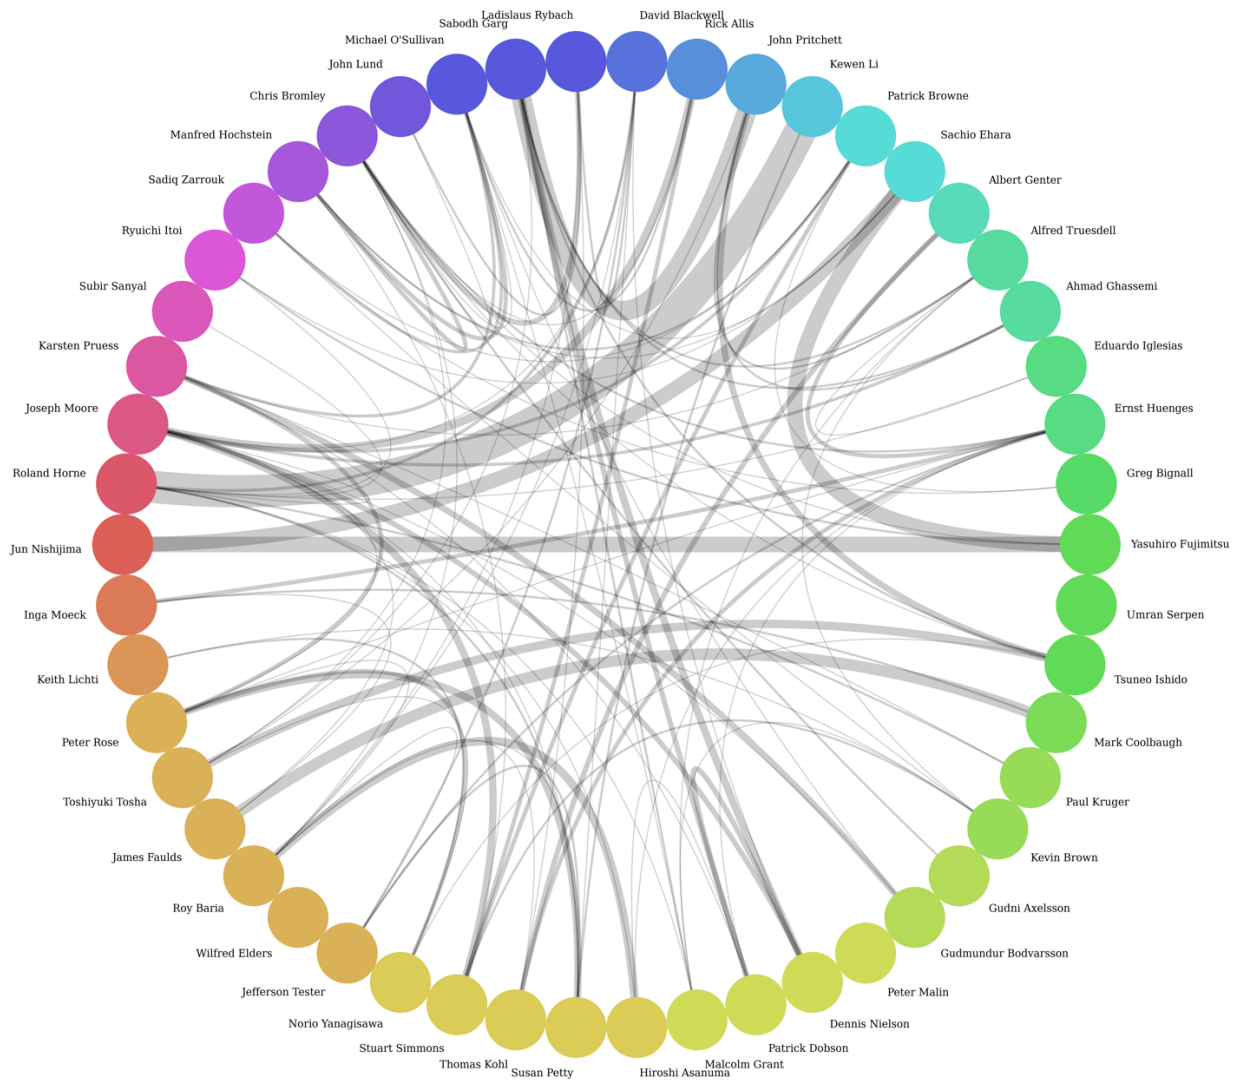 Ladislaus Rybach
David Blackwell
Sabodh Garg
Rick Allis
Michael O'Sullivan
John Pritchett
John Lund
Kewen Li
Chris Bromley
Patrick Browne
Manfred Hochstein
Sachio Ehara
Sadiq Zarrouk
Albert Genter
Ryuichi Itoi
Alfred Truesdell
Subir Sanyal
Ahmad Ghassemi
Karsten Pruess
Eduardo Iglesias
Joseph Moore
Ernst Huenges
Roland Horne
Greg Bignall
Jun Nishijima
Yasuhiro Fujimitsu
Inga Moeck
Umran Serpen
Keith Lichti
Tsuneo Ishido
Peter Rose
Mark Coolbaugh
Toshiyuki Tosha
Paul Kruger
James Faulds
Kevin Brown
Roy Baria
Gudni Axelsson
Wilfred Elders
Gudmundur Bodvarsson
Jefferson Tester
Peter Malin
Norio Yanagisawa
Dennis Nielson
Stuart Simmons
Patrick Dobson
Thomas Kohl
Malcolm Grant
Susan Petty
Hiroshi Asanuma